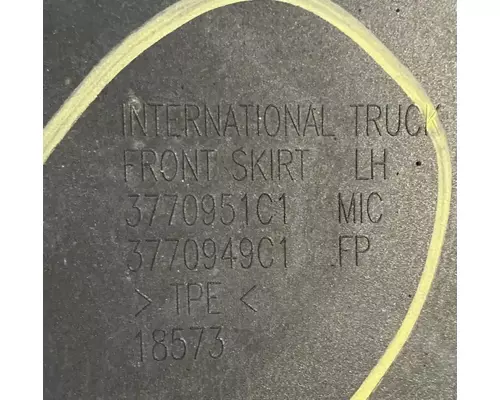 INTERNATIONAL TRUCK
FRONT SKIRT LH
3770951C1 MIC
3770949C1 FP
> TPE <
18573